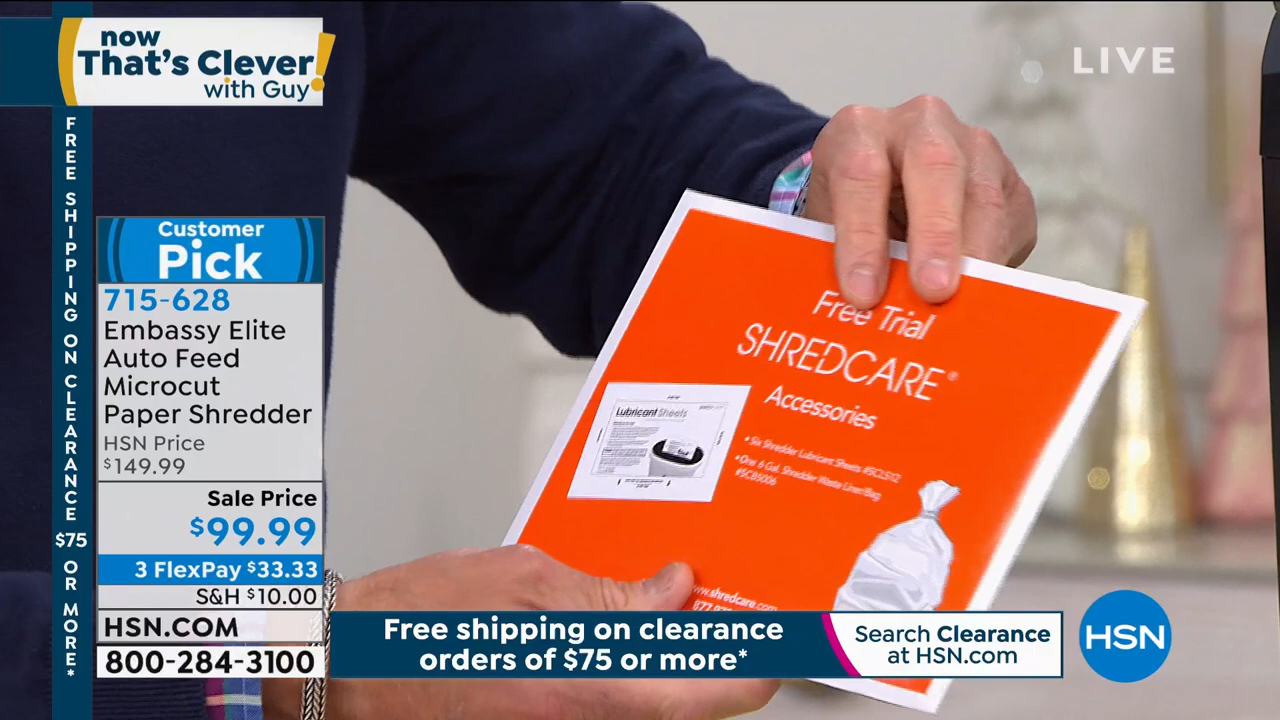 now
That's Clever!
with Guy
LIVE
FREE SHIPPING ON CLEARANCE $75 OR MORE*
Customer
Pick
715-628
Embassy Elite
Auto Feed
Microcut
Paper Shredder
HSN Price
$149.99
Sale Price
$99.99
3 FlexPay $33.33
S&H $10.00
HSN.COM
800-284-3100
Free Trial
SHREDCARE®
Accessories
• Six Shredder Lubricant Sheets #SCLS12
• One 6 Gal. Shredder Waste Liner/Bag
#SCB5006
Lubricant Sheets
www.shredcare.com
Free shipping on clearance
orders of $75 or more*
Search Clearance
at HSN.com
HSN